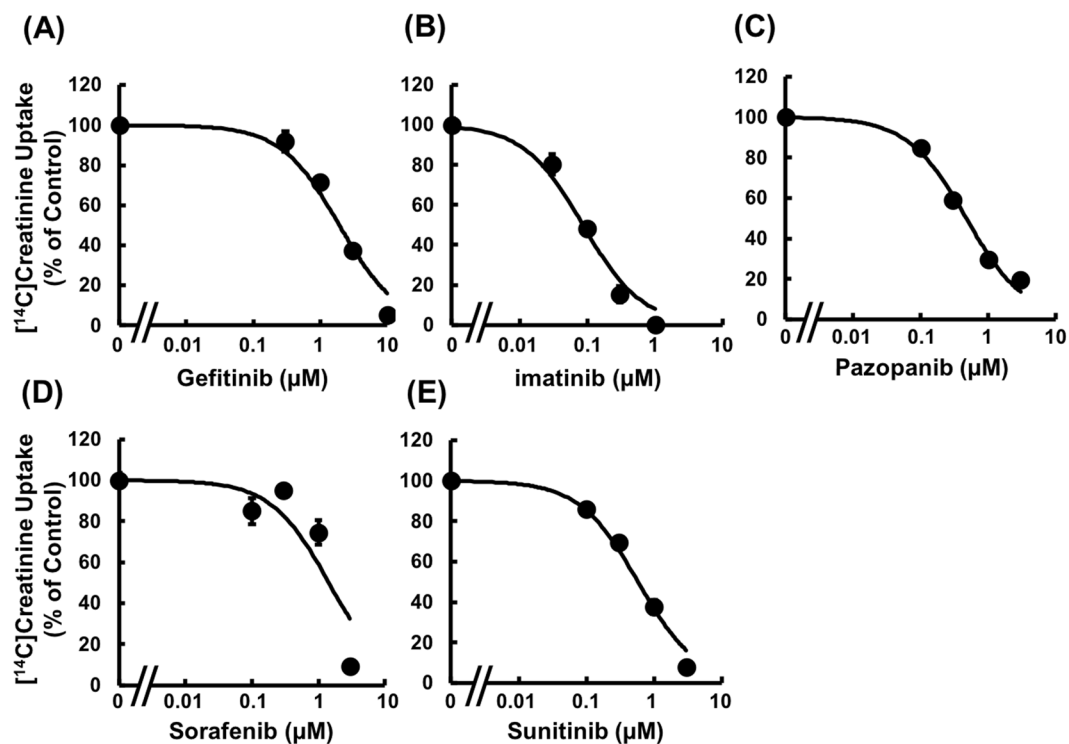 (A)
[¹⁴C]Creatinine Uptake
(% of Control)
120
100
80
60
40
20
0
0 0.01 0.1 1 10
Gefitinib (µM)
(B)
120
100
80
60
40
20
0
0 0.01 0.1 1 10
imatinib (µM)
(C)
120
100
80
60
40
20
0
0 0.01 0.1 1 10
Pazopanib (µM)
(D)
[¹⁴C]Creatinine Uptake
(% of Control)
120
100
80
60
40
20
0
0 0.01 0.1 1 10
Sorafenib (µM)
(E)
120
100
80
60
40
20
0
0 0.01 0.1 1 10
Sunitinib (µM)